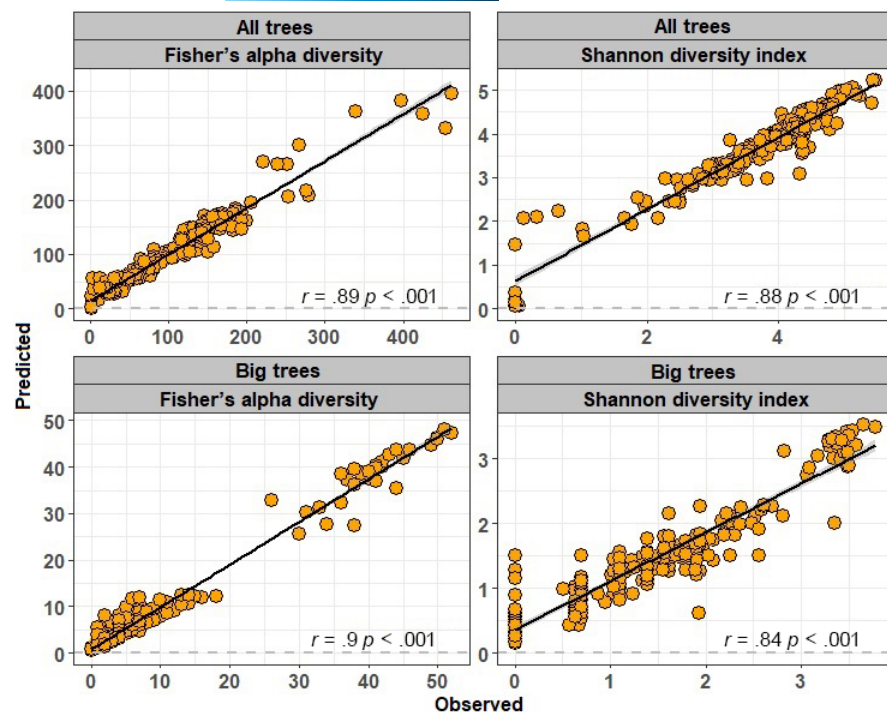 All trees
Fisher’s alpha diversity
400
300
200
100
0
r = .89 p < .001
0 100 200 300 400
All trees
Shannon diversity index
5
4
3
2
1
0
r = .88 p < .001
0 2 4
Predicted
Big trees
Fisher’s alpha diversity
50
40
30
20
10
0
r = .9 p < .001
0 10 20 30 40 50
Big trees
Shannon diversity index
3
2
1
0
r = .84 p < .001
0 1 2 3
Observed